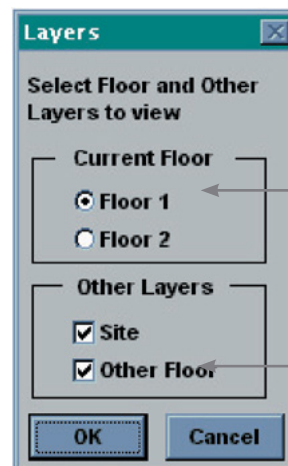 Layers
Select Floor and Other
Layers to view
Current Floor
Floor 1
Floor 2
Other Layers
Site
Other Floor
OK
Cancel